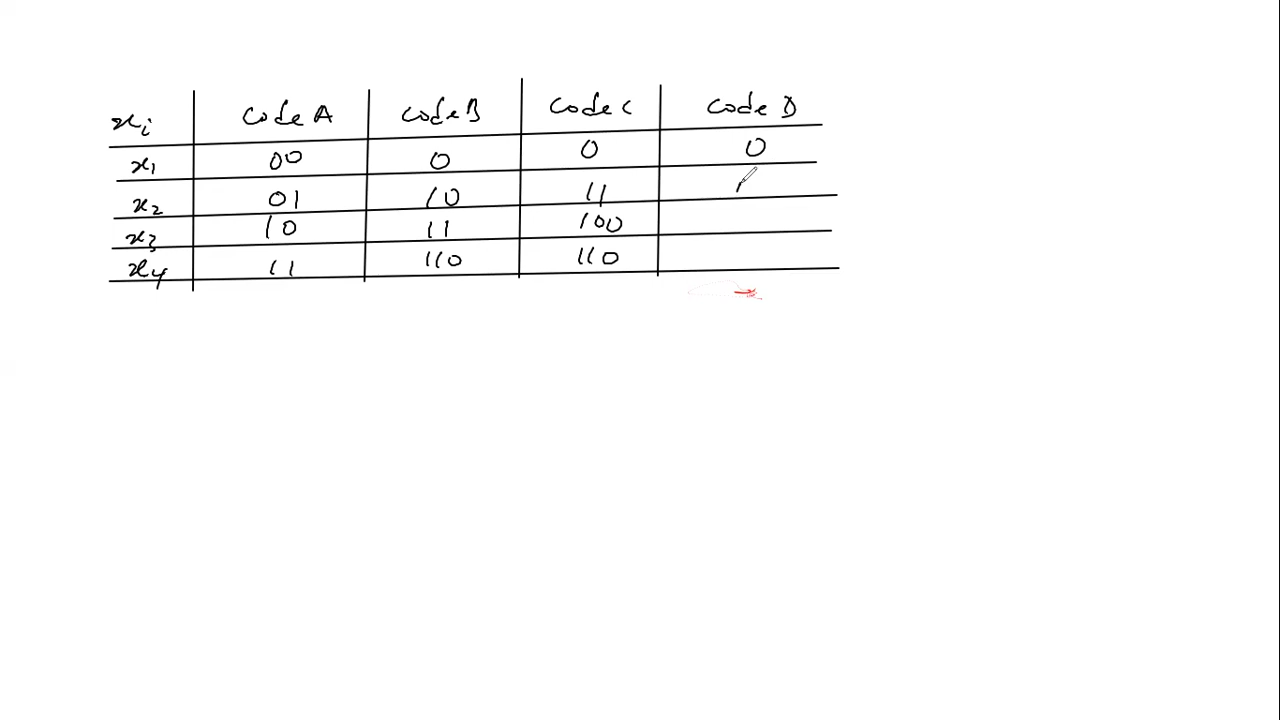 xi Code A Code B Code C Code D
x1 00 0 0 0
x2 01 10 11 1
x3 10 11 100
x4 11 110 110